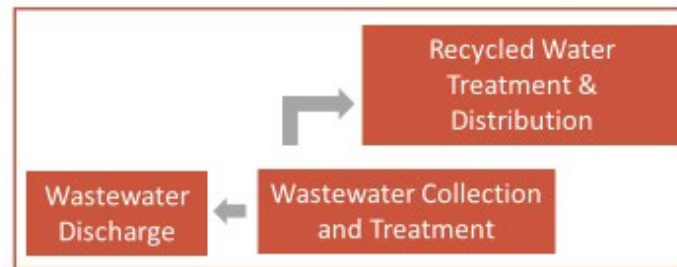 Recycled Water
Treatment &
Distribution
Wastewater
Discharge
Wastewater Collection
and Treatment